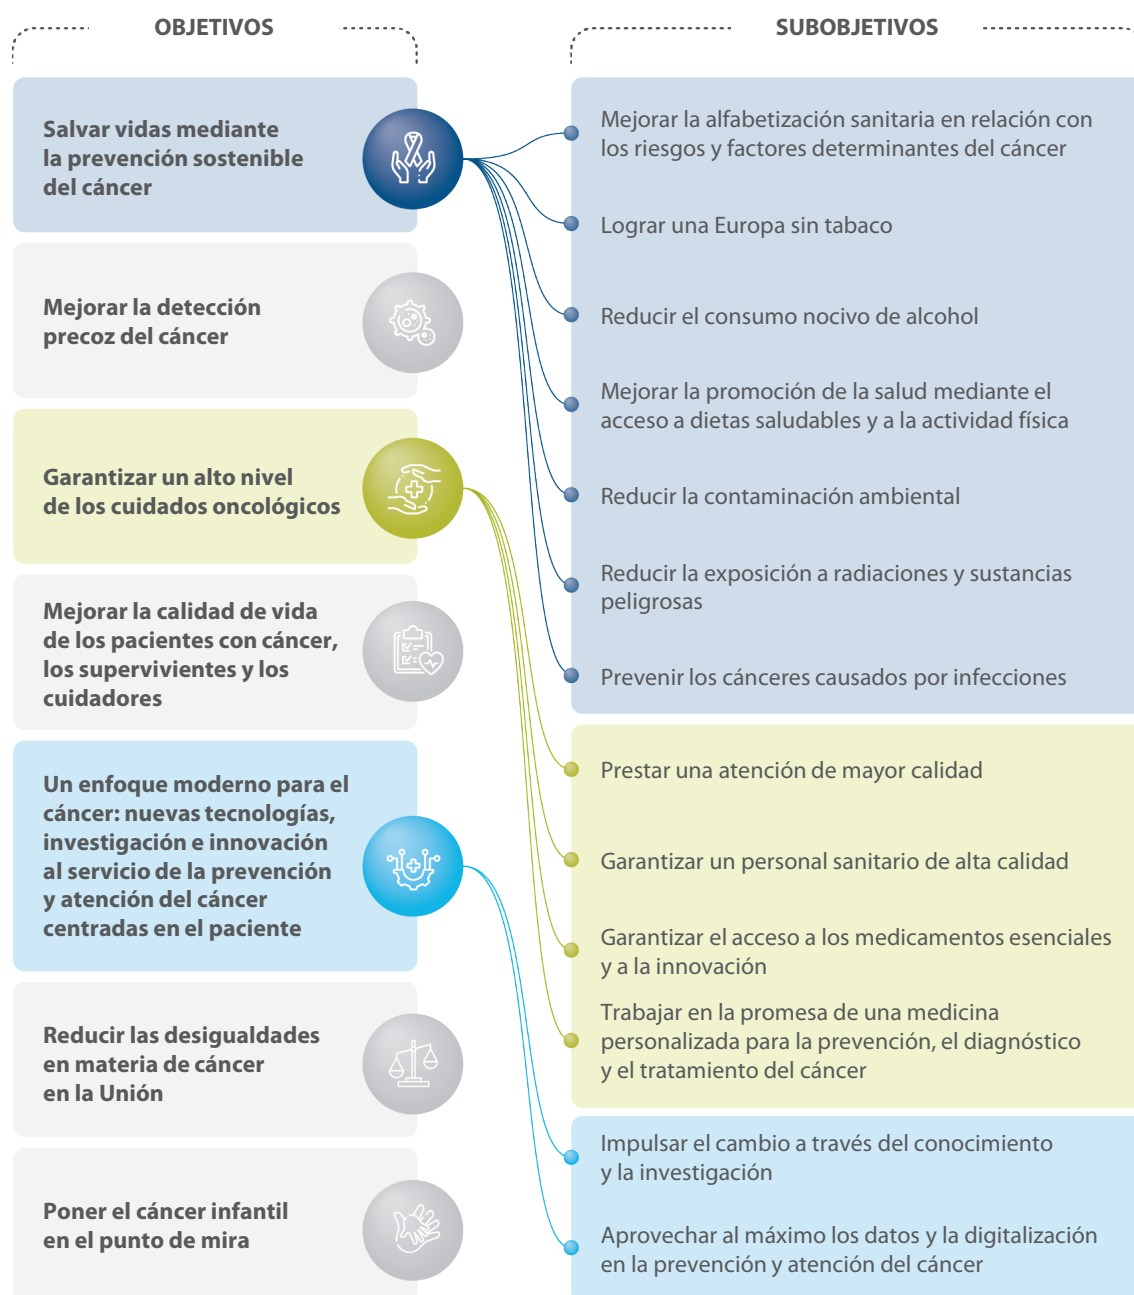 OBJETIVOS
Salvar vidas mediante
la prevención sostenible
del cáncer
Mejorar la detección
precoz del cáncer
Garantizar un alto nivel
de los cuidados oncológicos
Mejorar la calidad de vida
de los pacientes con cáncer,
los supervivientes y los
cuidadores
Un enfoque moderno para el
cáncer: nuevas tecnologías,
investigación e innovación
al servicio de la prevención
y atención del cáncer
centradas en el paciente
Reducir las desigualdades
en materia de cáncer
en la Unión
Poner el cáncer infantil
en el punto de mira
SUBOBJETIVOS
Mejorar la alfabetización sanitaria en relación con
los riesgos y factores determinantes del cáncer
Lograr una Europa sin tabaco
Reducir el consumo nocivo de alcohol
Mejorar la promoción de la salud mediante el
acceso a dietas saludables y a la actividad física
Reducir la contaminación ambiental
Reducir la exposición a radiaciones y sustancias
peligrosas
Prevenir los cánceres causados por infecciones
Prestar una atención de mayor calidad
Garantizar un personal sanitario de alta calidad
Garantizar el acceso a los medicamentos esenciales
y a la innovación
Trabajar en la promesa de una medicina
personalizada para la prevención, el diagnóstico
y el tratamiento del cáncer
Impulsar el cambio a través del conocimiento
y la investigación
Aprovechar al máximo los datos y la digitalización
en la prevención y atención del cáncer